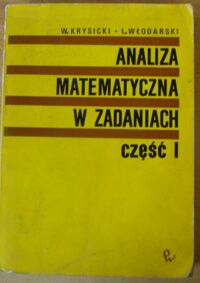 W. KRYSICKI - L. WŁODARSKI
ANALIZA
MATEMATYCZNA
W ZADANIACH
CZĘŚĆ I